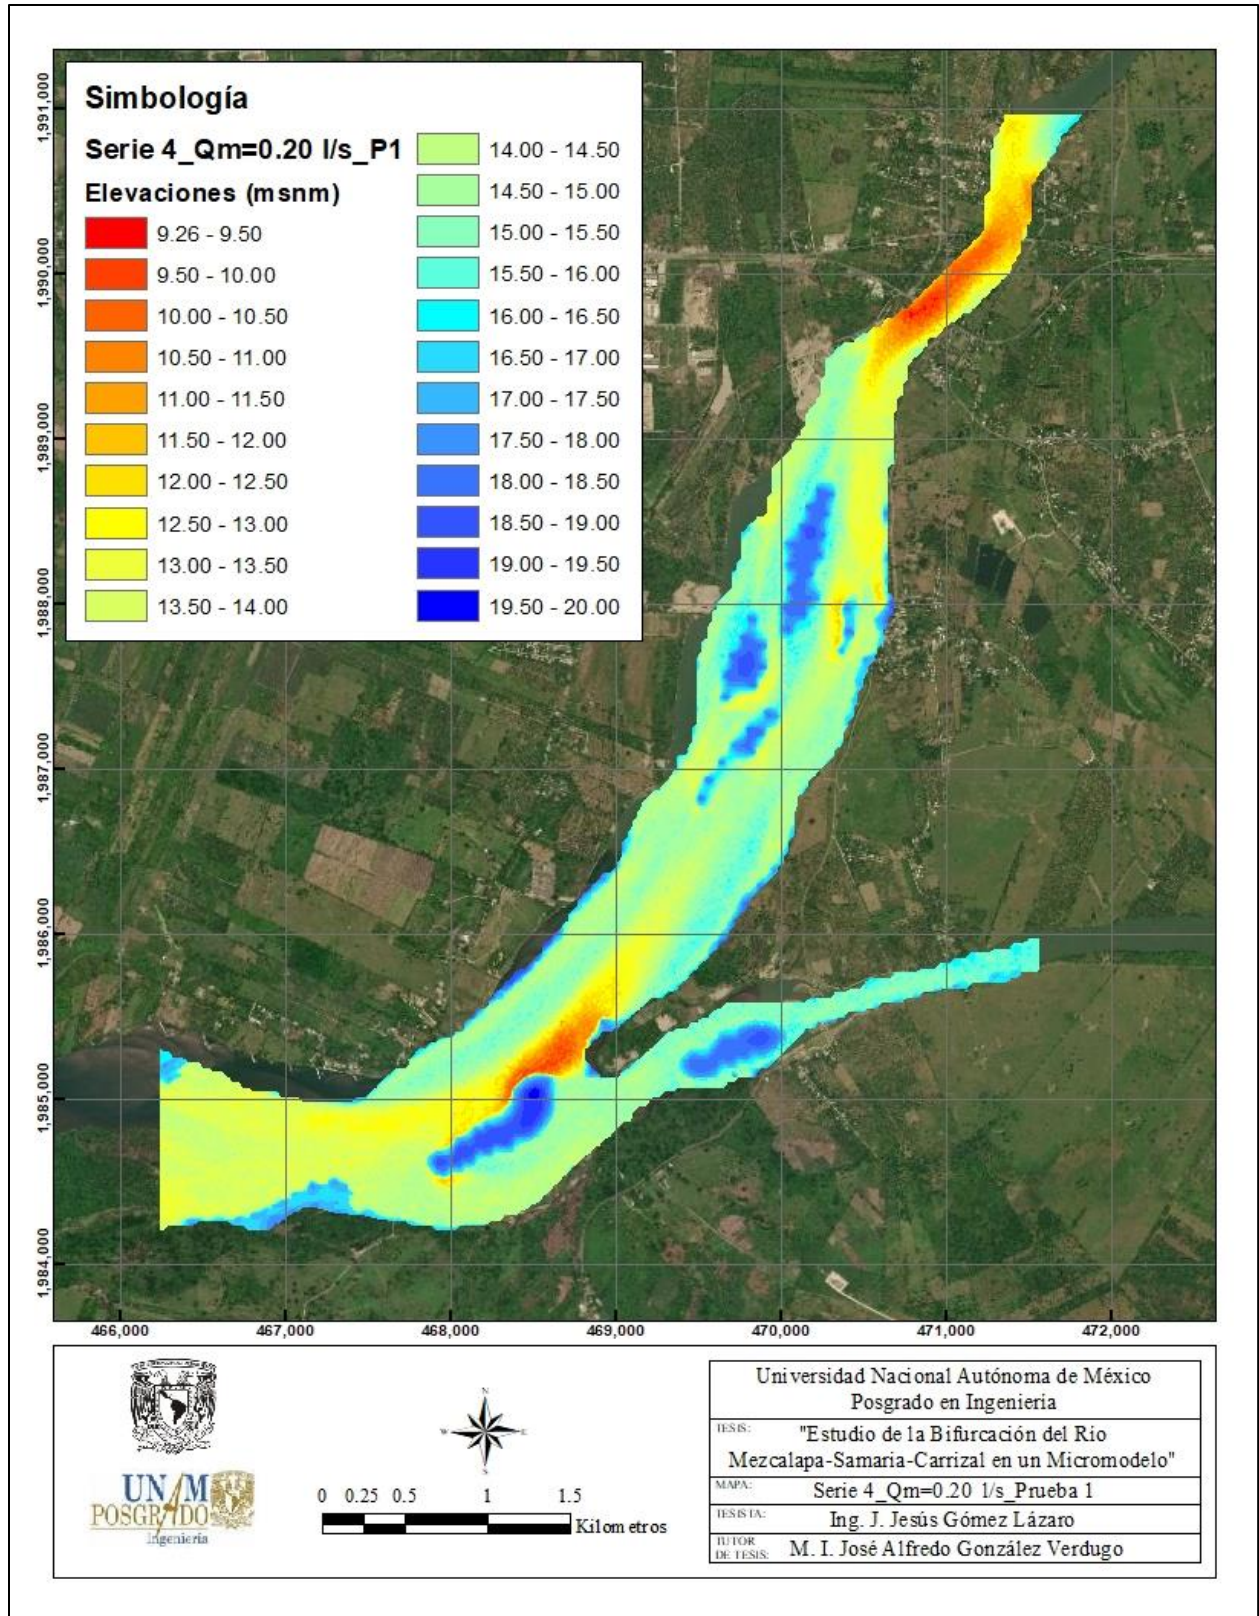 Simbología
Serie 4_Qm=0.20 l/s_P1
Elevaciones (msnm)
9.26 - 9.50
9.50 - 10.00
10.00 - 10.50
10.50 - 11.00
11.00 - 11.50
11.50 - 12.00
12.00 - 12.50
12.50 - 13.00
13.00 - 13.50
13.50 - 14.00
14.00 - 14.50
14.50 - 15.00
15.00 - 15.50
15.50 - 16.00
16.00 - 16.50
16.50 - 17.00
17.00 - 17.50
17.50 - 18.00
18.00 - 18.50
18.50 - 19.00
19.00 - 19.50
19.50 - 20.00
1,991,000
1,990,000
1,989,000
1,988,000
1,987,000
1,986,000
1,985,000
1,984,000
466,000 467,000 468,000 469,000 470,000 471,000 472,000
UNAM
POSGRADO
Ingeniería
N
W E
S
0 0.25 0.5 1 1.5
Kilometros
Universidad Nacional Autónoma de México
Posgrado en Ingeniería
TESIS: "Estudio de la Bifurcación del Río
Mezcalapa-Samaria-Carrizal en un Micromodelo"
MAPA: Serie 4_Qm=0.20 l/s_Prueba 1
TESISTA: Ing. J. Jesús Gómez Lázaro
TUTOR
DE TESIS: M. I. José Alfredo González Verdugo